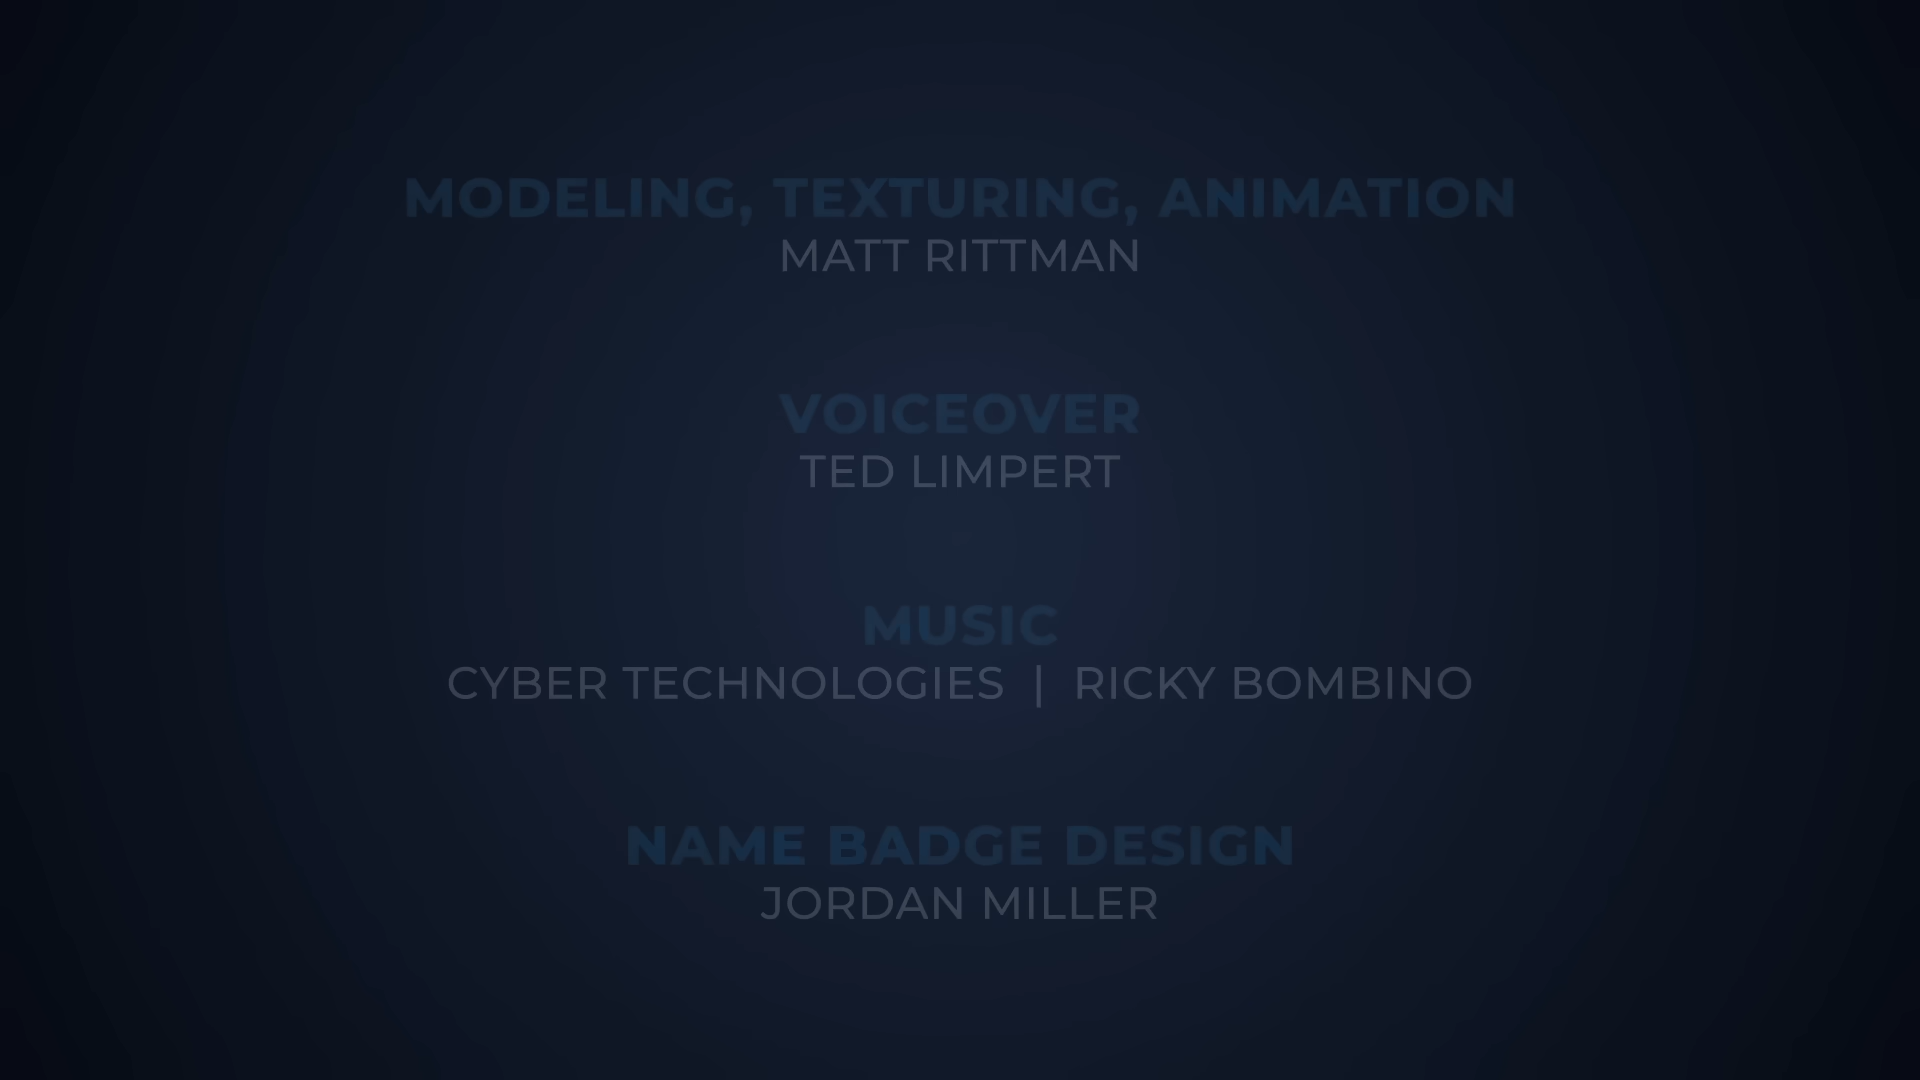 MODELING, TEXTURING, ANIMATION
MATT RITTMAN
VOICEOVER
TED LIMPERT
MUSIC
CYBER TECHNOLOGIES | RICKY BOMBINO
NAME BADGE DESIGN
JORDAN MILLER